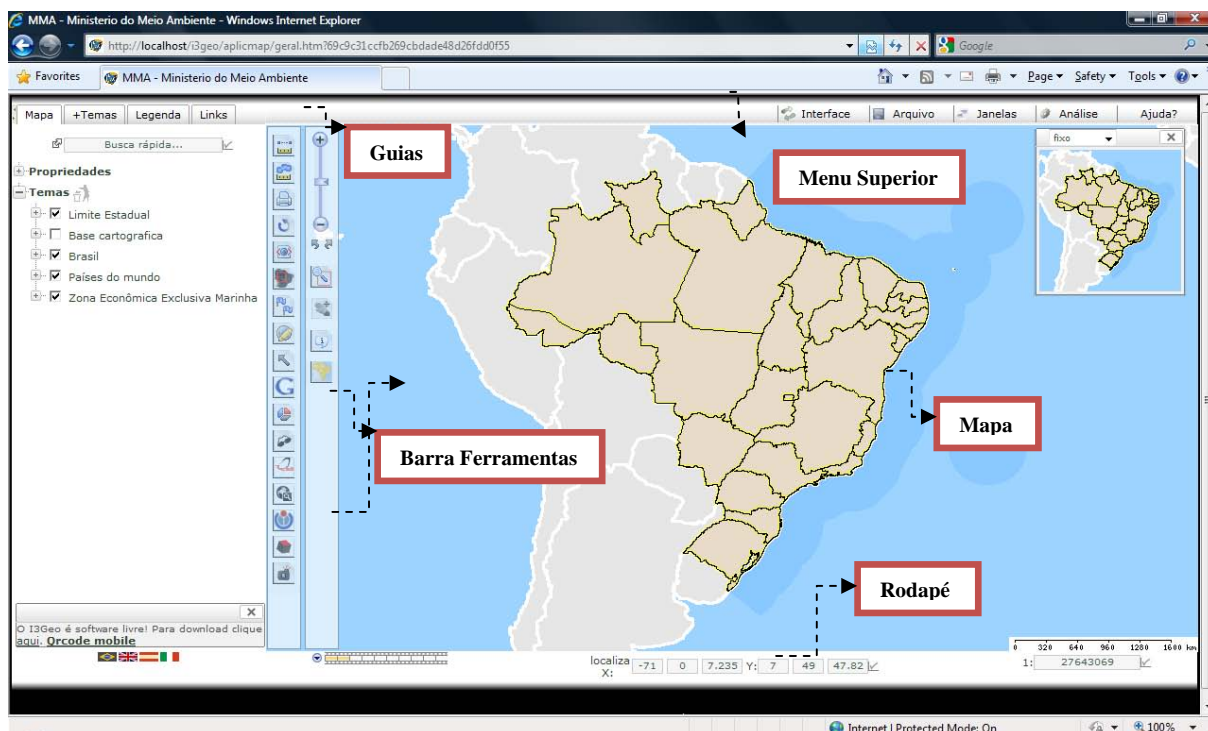 MMA - Ministerio do Meio Ambiente - Windows Internet Explorer
http://localhost/i3geo/aplicmap/geral.htm?69c9c31ccfb269cbdade48d26fdd0f55
Google
Favorites
MMA - Ministerio do Meio Ambiente
Page
Safety
Tools
Mapa
+Temas
Legenda
Links
Interface
Arquivo
Janelas
Análise
Ajuda?
Busca rápida...
Propriedades
Temas
Limite Estadual
Base cartografica
Brasil
Países do mundo
Zona Econômica Exclusiva Marinha
Guias
Menu Superior
fixo
Barra Ferramentas
Mapa
Rodapé
O I3Geo é software livre! Para download clique
aqui. Qrcode mobile
localiza
X: -71 0 7.235 Y: 7 49 47.82
0 320 640 960 1280 1600 km
1: 27643069
Internet | Protected Mode: On
100%